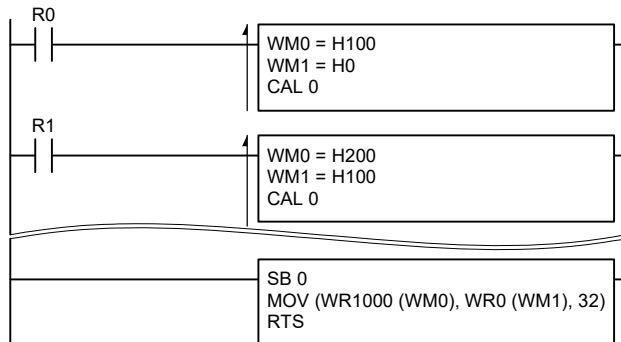 R0
WM0 = H100
WM1 = H0
CAL 0
R1
WM0 = H200
WM1 = H100
CAL 0
SB 0
MOV (WR1000 (WM0), WR0 (WM1), 32)
RTS